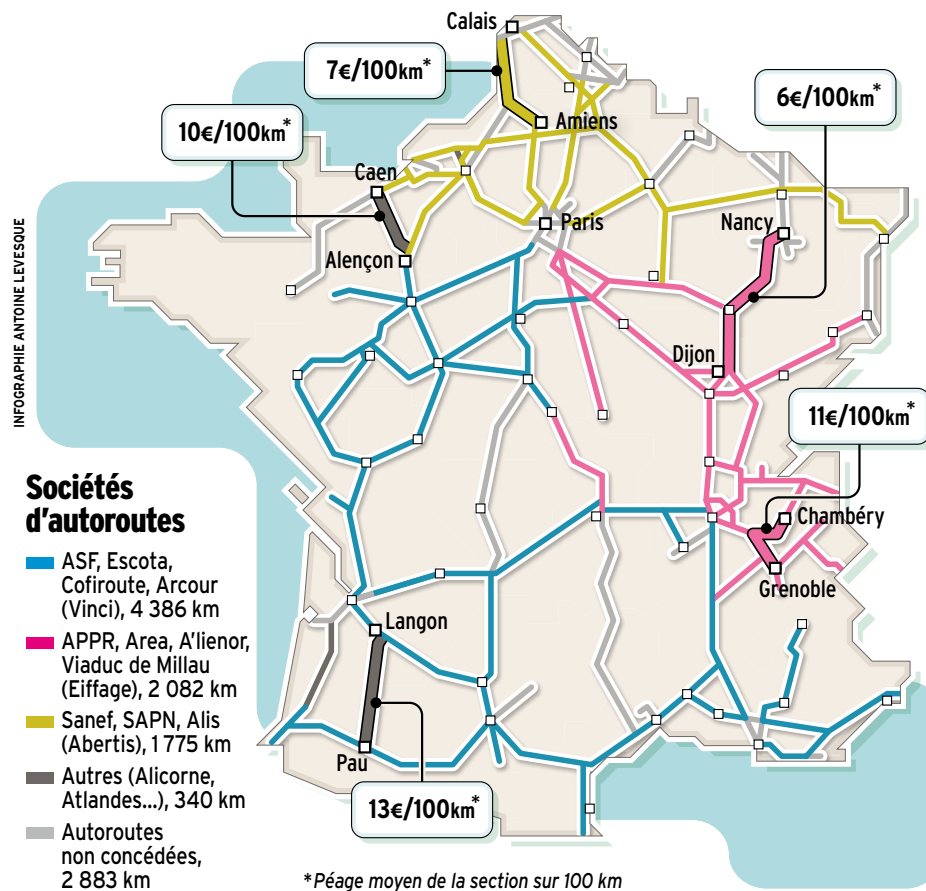 Calais
7€/100km*
6€/100km*
10€/100km*
Amiens
Caen
Paris
Nancy
Alençon
INFOGRAPHIE ANTOINE LEVESQUE
Dijon
11€/100km*
Chambéry
Grenoble
Langon
Pau
13€/100km*
Sociétés
d'autoroutes
ASF, Escota,
Cofiroute, Arcour
(Vinci), 4 386 km
APPR, Area, A'lienor,
Viaduc de Millau
(Eiffage), 2 082 km
Sanef, SAPN, Alis
(Abertis), 1 775 km
Autres (Alicorne,
Atlandes...), 340 km
Autoroutes
non concédées,
2 883 km
*Péage moyen de la section sur 100 km